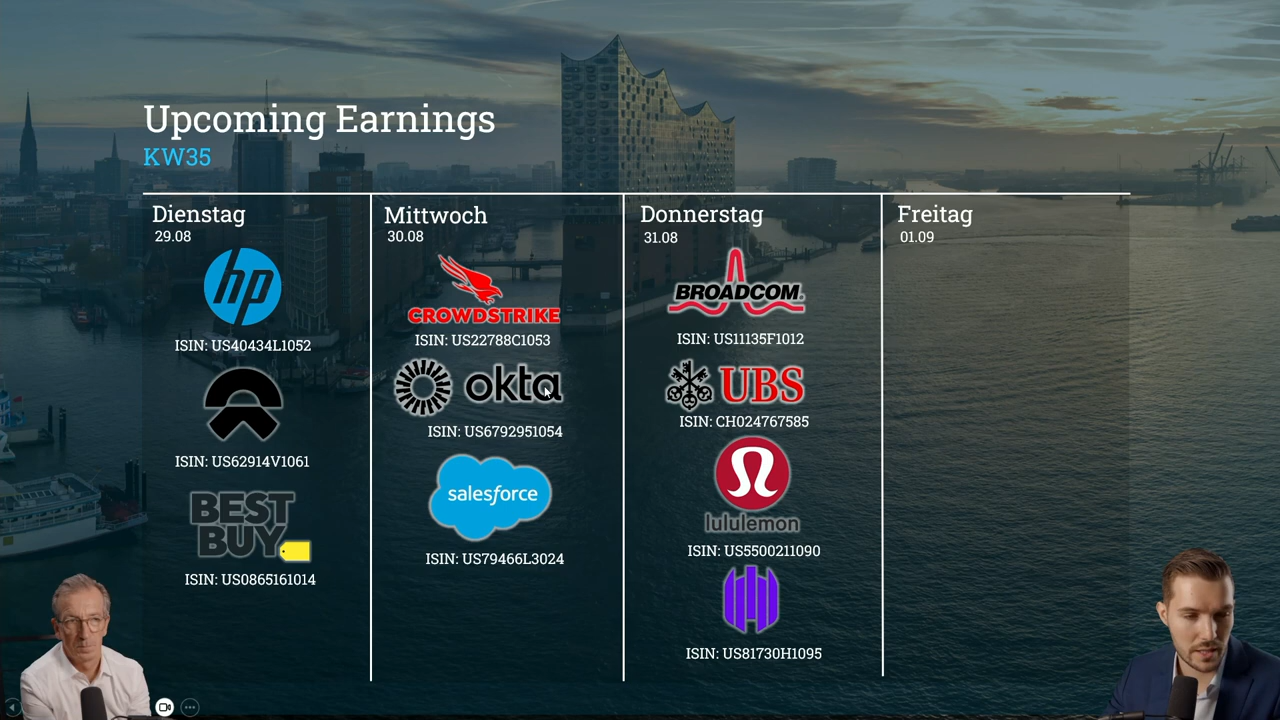 Upcoming Earnings
KW35
Dienstag
29.08
hp
ISIN: US40434L1052
ISIN: US62914V1061
BEST
BUY
ISIN: US0865161014
Mittwoch
30.08
CROWDSTRIKE
ISIN: US22788C1053
okta
ISIN: US6792951054
salesforce
ISIN: US79466L3024
Donnerstag
31.08
BROADCOM
ISIN: US11135F1012
UBS
ISIN: CH024767585
lululemon
ISIN: US5500211090
ISIN: US81730H1095
Freitag
01.09